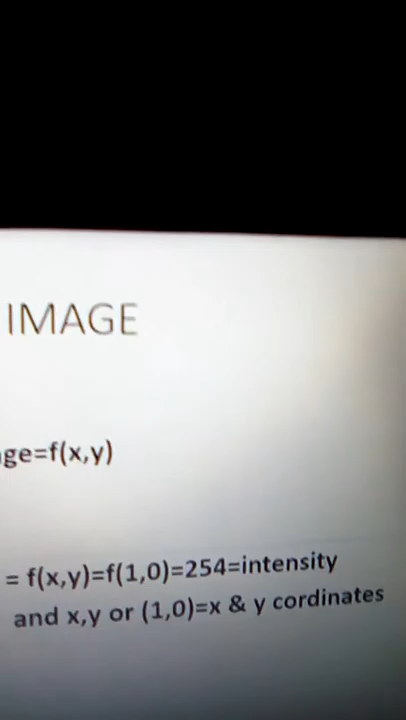 IMAGE
ge=f(x,y)
= f(x,y)=f(1,0)=254=intensity
and x,y or (1,0)=x & y cordinates